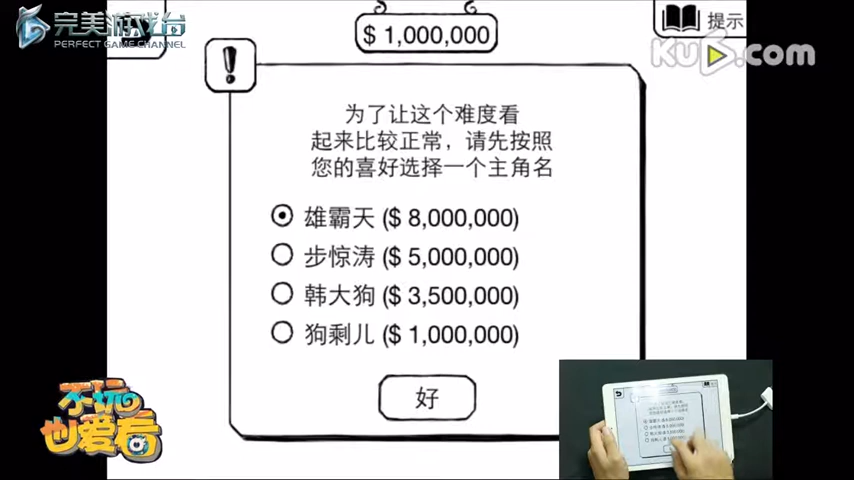 完美游戏台
PERFECT GAME CHANNEL
$ 1,000,000
提示
Ku6.com
!
为了让这个难度看
起来比较正常，请先按照
您的喜好选择一个主角名
雄霸天 ($ 8,000,000)
步惊涛 ($ 5,000,000)
韩大狗 ($ 3,500,000)
狗剩儿 ($ 1,000,000)
好
不玩
也爱看